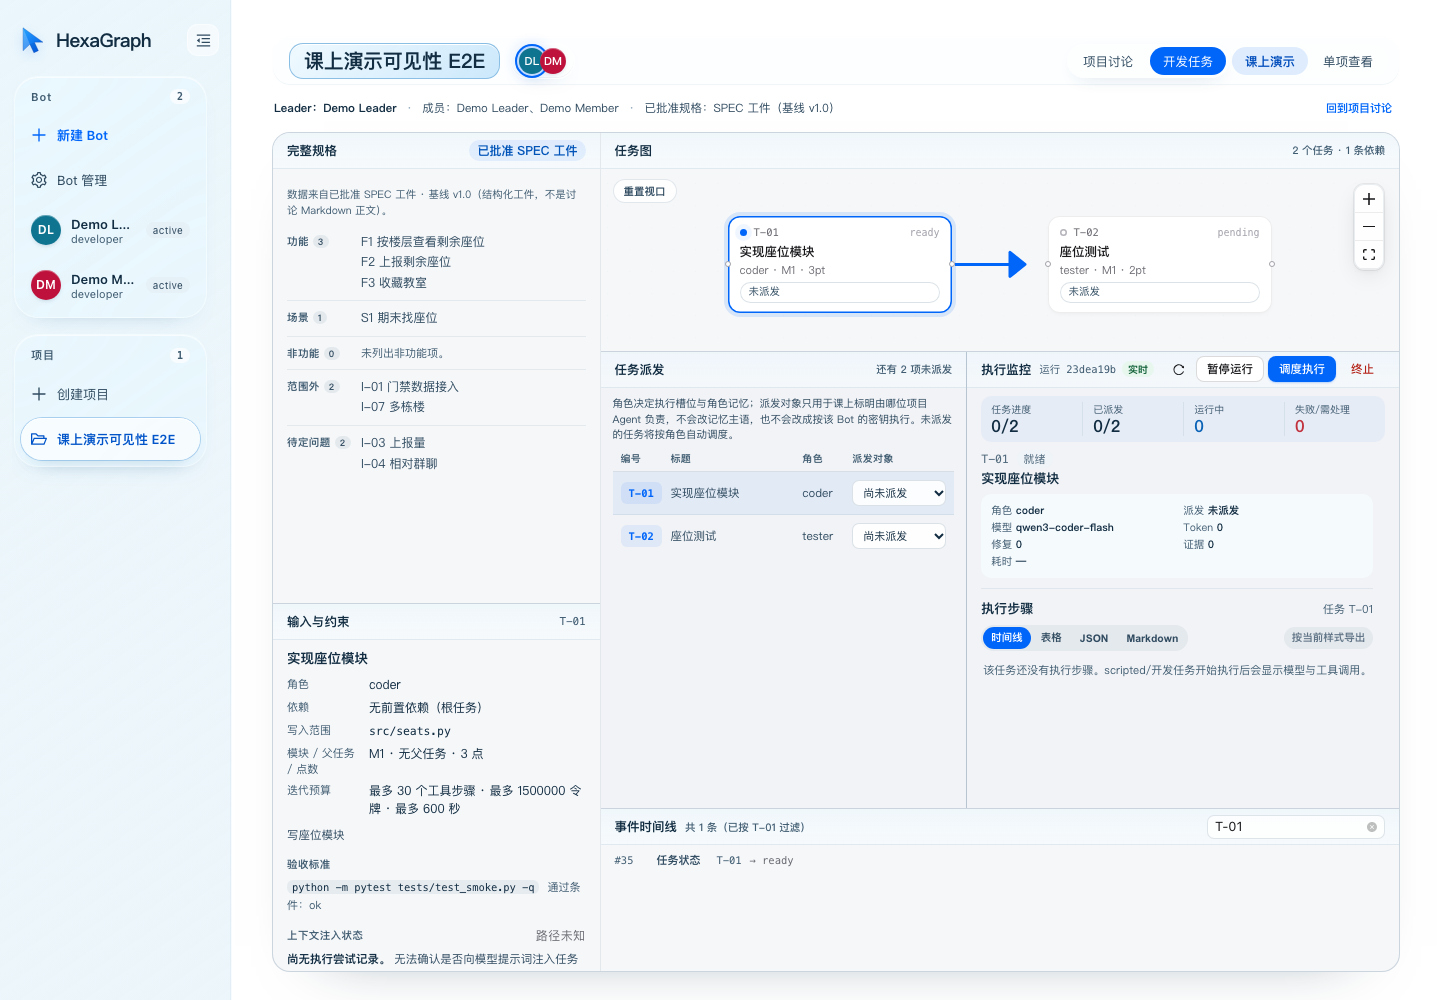 HexaGraph
Bot
2
新建 Bot
Bot 管理
DL
Demo L...
developer
active
DM
Demo M...
developer
active
项目
1
创建项目
课上演示可见性 E2E
课上演示可见性 E2E
DL
DM
项目讨论
开发任务
课上演示
单项查看
Leader：Demo Leader · 成员：Demo Leader、Demo Member · 已批准规格：SPEC 工件（基线 v1.0）
回到项目讨论
完整规格
已批准 SPEC 工件
数据来自已批准 SPEC 工件 · 基线 v1.0（结构化工件，不是讨
论 Markdown 正文）。
功能 3
F1 按楼层查看剩余座位
F2 上报剩余座位
F3 收藏教室
场景 1
S1 期末找座位
非功能 0
未列出非功能项。
范围外 2
I-01 门禁数据接入
I-07 多栋楼
待定问题 2
I-03 上报量
I-04 相对群聊
输入与约束
T-01
实现座位模块
角色
coder
依赖
无前置依赖（根任务）
写入范围
src/seats.py
模块 / 父任务
/ 点数
M1 · 无父任务 · 3 点
迭代预算
最多 30 个工具步骤 · 最多 1500000 令
牌 · 最多 600 秒
写座位模块
验收标准
python -m pytest tests/test_smoke.py -q 通过条
件：ok
上下文注入状态
路径未知
尚无执行尝试记录。 无法确认是否向模型提示词注入任务
任务图
2 个任务 · 1 条依赖
重置视口
T-01
ready
实现座位模块
coder · M1 · 3pt
未派发
T-02
pending
座位测试
tester · M1 · 2pt
未派发
任务派发
还有 2 项未派发
角色决定执行槽位与角色记忆；派发对象只用于课上标明由哪位项目
Agent 负责，不会改记忆主语，也不会改成按该 Bot 的密钥执行。未派发
的任务将按角色自动调度。
编号
标题
角色
派发对象
T-01
实现座位模块
coder
尚未派发
T-02
座位测试
tester
尚未派发
执行监控
运行 23dea19b
实时
暂停运行
调度执行
终止
任务进度
0/2
已派发
0/2
运行中
0
失败/需处理
0
T-01 就绪
实现座位模块
角色 coder
派发 未派发
模型 qwen3-coder-flash
Token 0
修复 0
证据 0
耗时 —
执行步骤
任务 T-01
时间线
表格
JSON
Markdown
按当前样式导出
该任务还没有执行步骤。scripted/开发任务开始执行后会显示模型与工具调用。
事件时间线
共 1 条（已按 T-01 过滤）
T-01
#35
任务状态
T-01 → ready